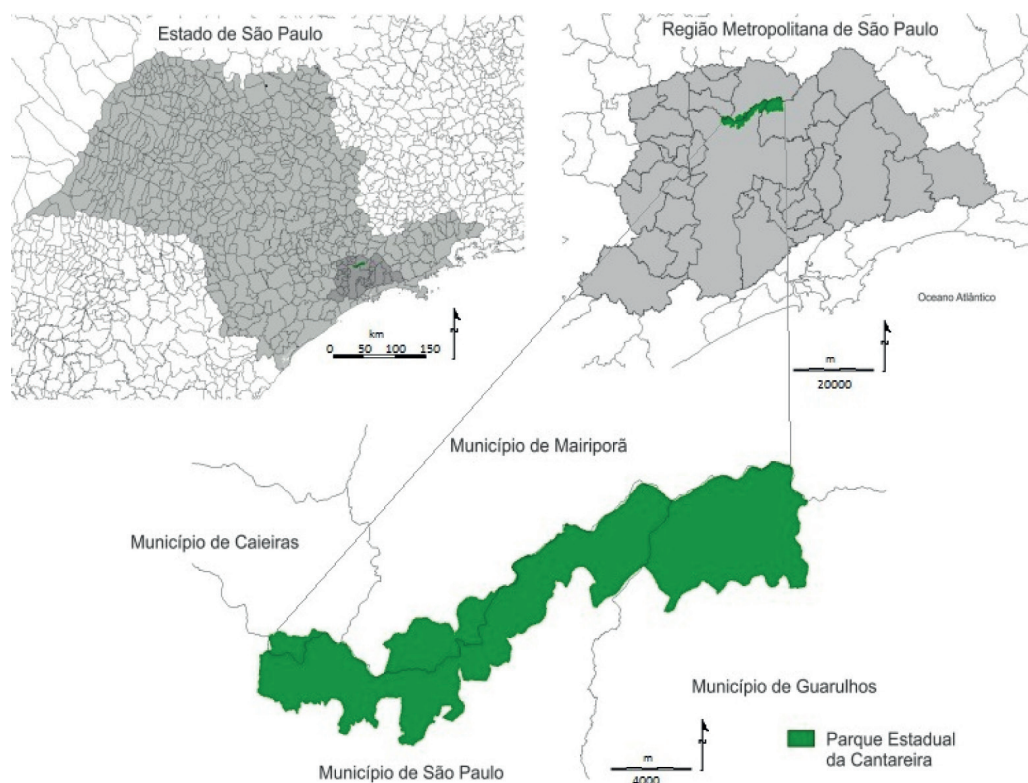 Estado de São Paulo
Região Metropolitana de São Paulo
Oceano Atlântico
km
0 50 100 150
z
m
20000
z
Município de Mairiporã
Município de Caieiras
Município de Guarulhos
Município de São Paulo
m
4000
z
Parque Estadual
da Cantareira